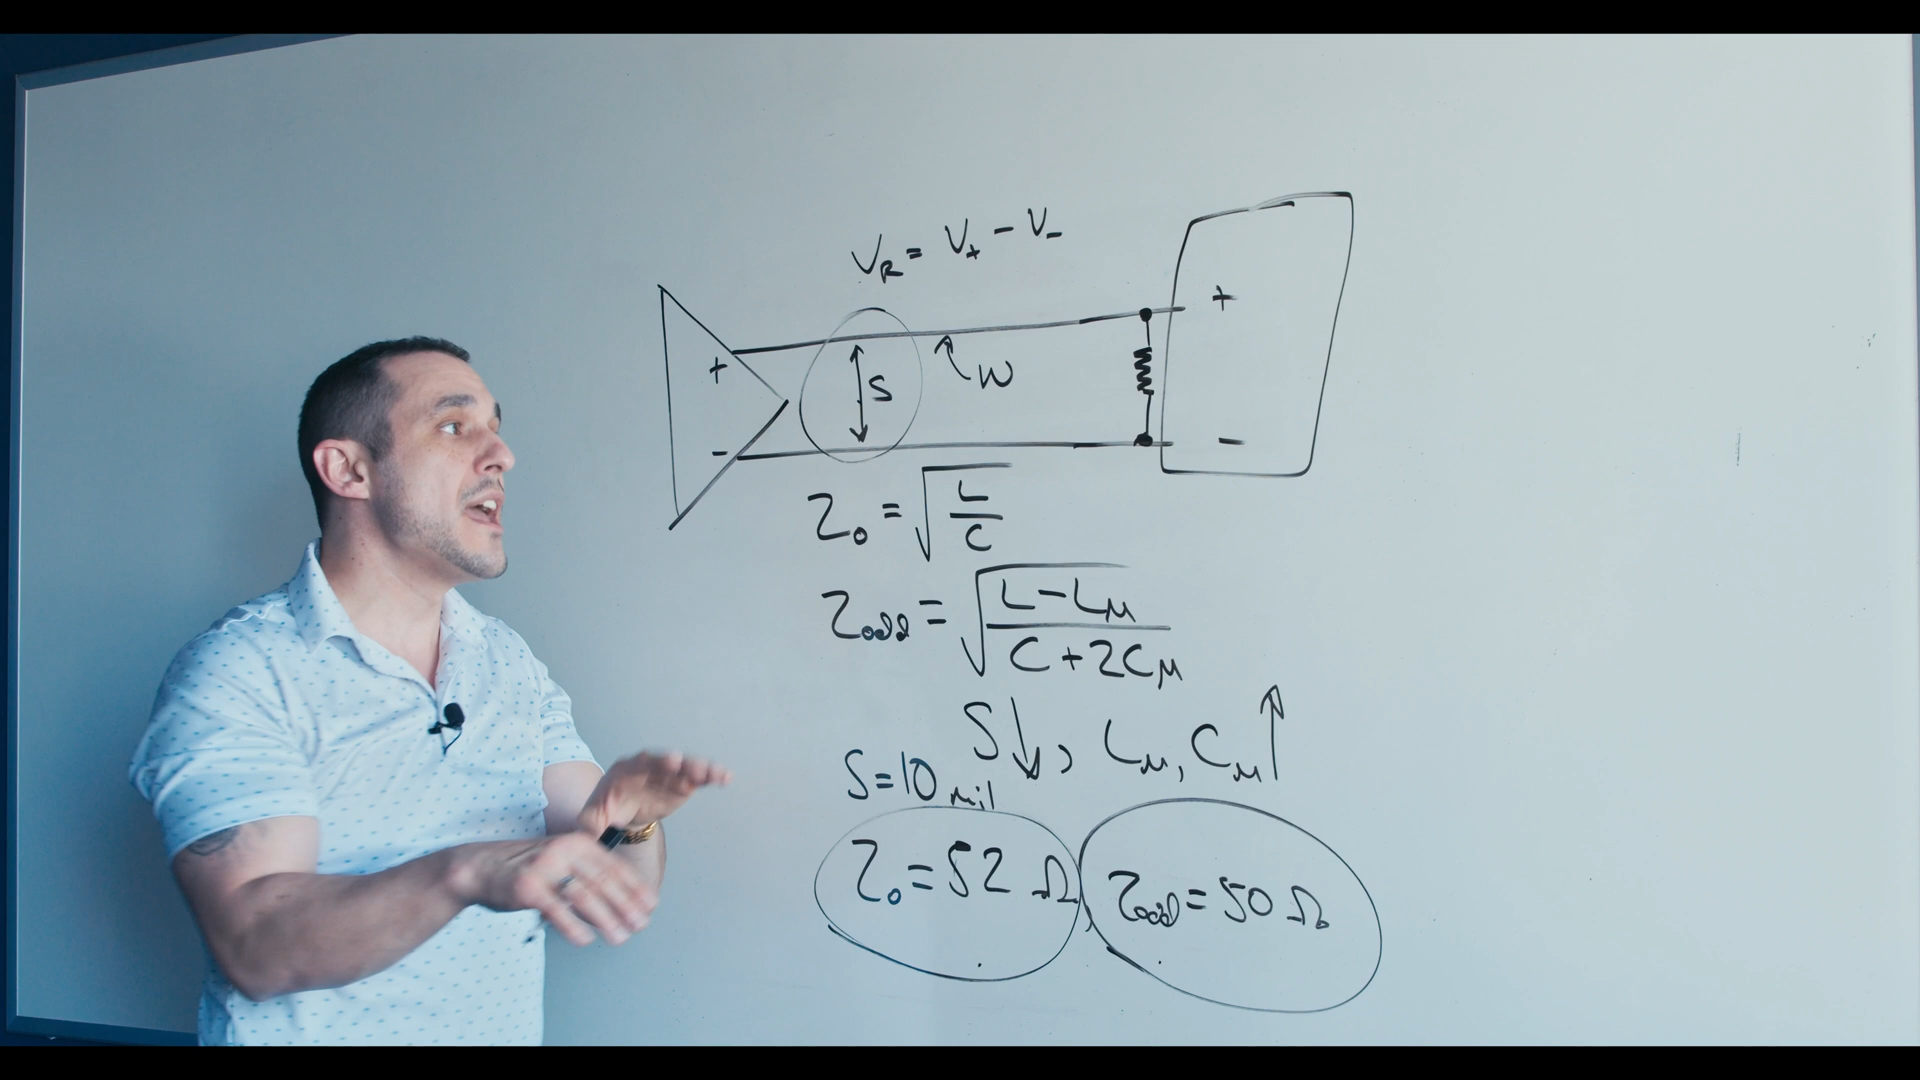 V_R = V_+ - V_-
+
+
S
W
-
-
Z_0 = √(L/C)
Z_odd = √((L-L_M)/(C+2C_M))
S↓, L_M, C_M↑
S=10 mil
Z_0 = 52 Ω
Z_odd = 50 Ω